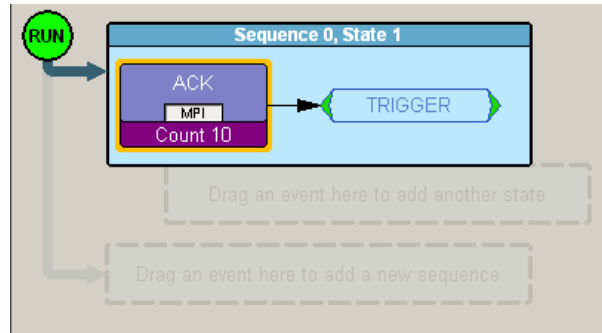 RUN
Sequence 0, State 1
ACK
MPI
Count 10
TRIGGER
Drag an event here to add another state
Drag an event here to add a new sequence